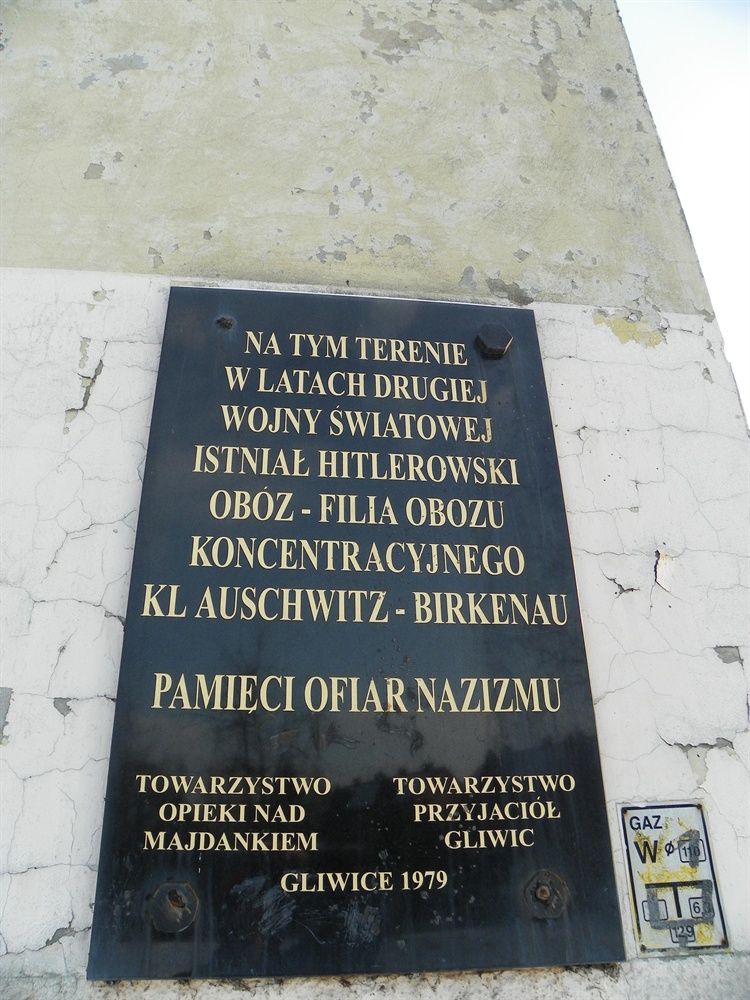 NA TYM TERENIE
W LATACH DRUGIEJ
WOJNY ŚWIATOWEJ
ISTNIAŁ HITLEROWSKI
OBÓZ - FILIA OBOZU
KONCENTRACYJNEGO
KL AUSCHWITZ - BIRKENAU
PAMIĘCI OFIAR NAZIZMU
TOWARZYSTWO
OPIEKI NAD
MAJDANKIEM
TOWARZYSTWO
PRZYJACIÓŁ
GLIWIC
GLIWICE 1979
GAZ
W ø 110
129